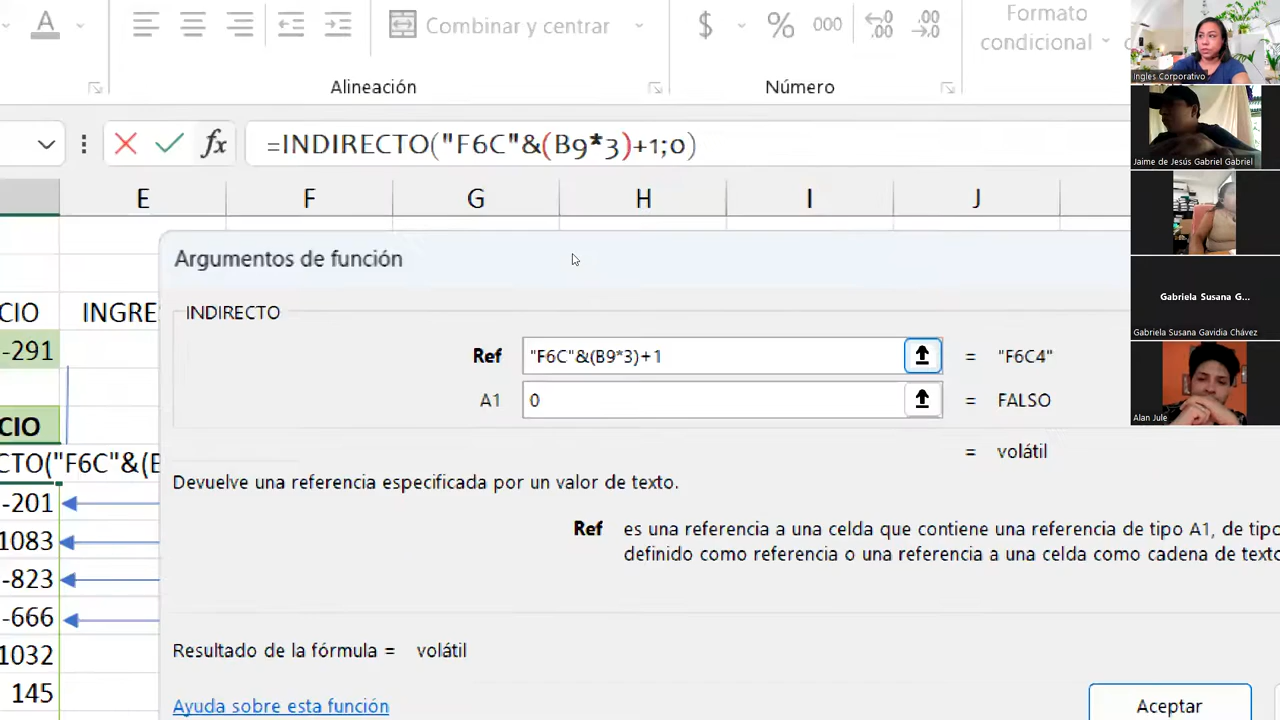 A
Combinar y centrar
$ % 000
Formato
condicional
Alineación
Número
fx =INDIRECTO("F6C"&(B9*3)+1;0)
E F G H I J
CIO INGRE
-291
CIO
CTO("F6C"&(B
-201
1083
-823
-666
1032
145
Argumentos de función
INDIRECTO
Ref "F6C"&(B9*3)+1 = "F6C4"
A1 0 = FALSO
= volátil
Devuelve una referencia especificada por un valor de texto.
Ref es una referencia a una celda que contiene una referencia de tipo A1, de tipo
definido como referencia o una referencia a una celda como cadena de texto
Resultado de la fórmula = volátil
Ayuda sobre esta función
Aceptar
Ingles Corporativo
Jaime de Jesús Gabriel Gabriel
Gabriela Susana G...
Gabriela Susana Gavidia Chávez
Alan Jule